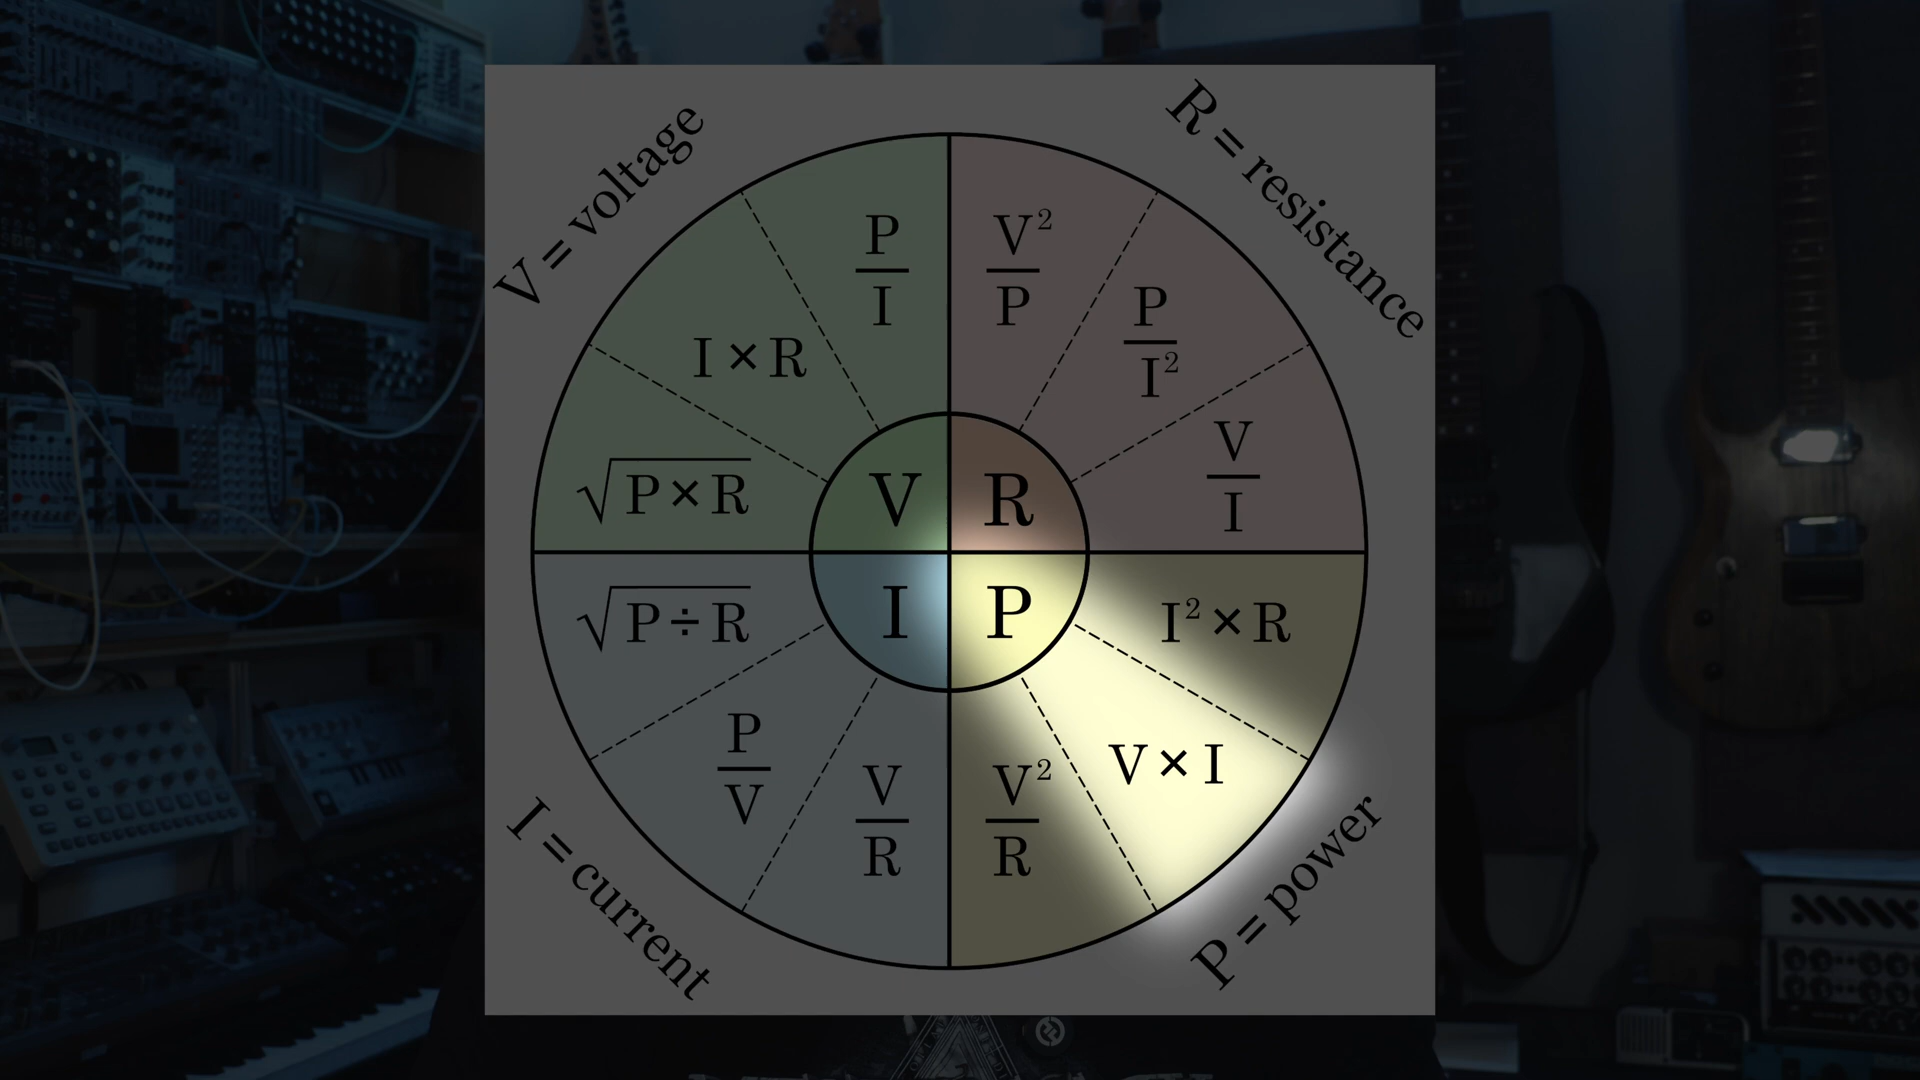 V = voltage
R = resistance
P
I
V²
P
P
I²
I × R
V
I
√P × R
V
R
√P ÷ R
I
P
I² × R
P
V
V
R
V²
R
V × I
I = current
P = power